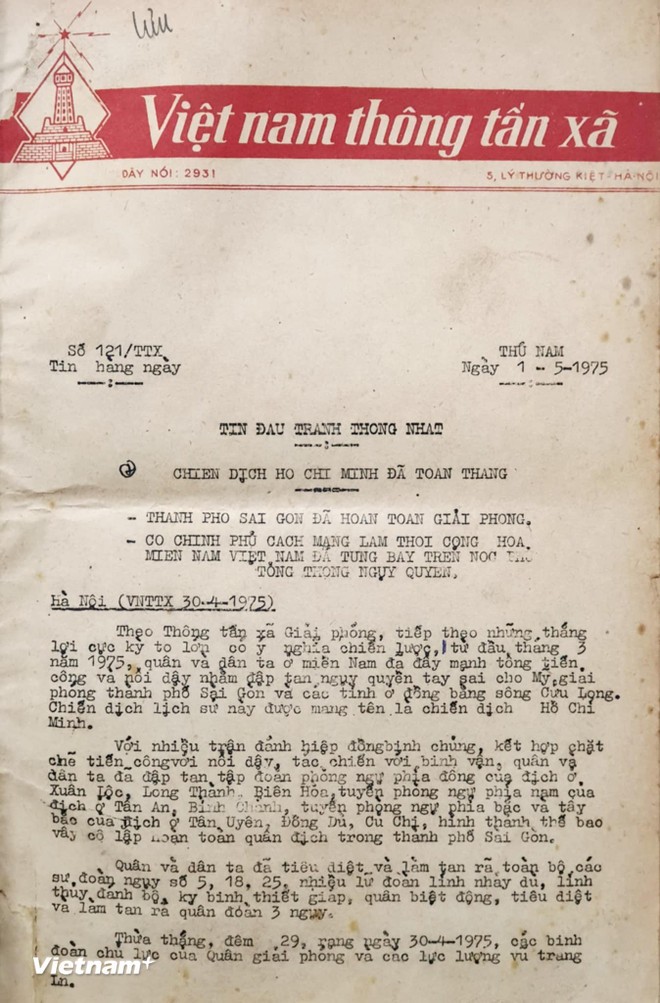 lưu
Việt nam thông tấn xã
DÂY NÓI: 2931
5, LÝ THƯỜNG KIỆT-HÀ-NỘI
Số 121/TTX
THỨ NAM
Tin hàng ngày
Ngày 1 - 5-1975
TIN ĐAU TRANH THONG NHAT
CHIEN DỊCH HO CHI MINH ĐÃ TOAN THANG
- THANH PHO SAI GON ĐÃ HOAN TOAN GIẢI PHONG.
- CO CHINH PHỦ CACH MẠNG LAM THOI CỌNG HOA
MIEN NAM VIỆT NAM ĐÃ TUNG BAY TREN NOC
TỔNG THONG NGỤY QUYEN.
Hà Nội (VNTTX 30-4-1975)
Theo Thông tấn xã Giải phóng, tiếp theo những thắng
lợi cực kỳ to lớn có ý nghĩa chiến lược, từ đầu tháng 3
năm 1975, quân và dân ta ở miền Nam đã đẩy mạnh tổng tiến
công và nổi dậy nhằm đập tan ngụy quyền tay sai cho Mỹ, giải
phóng thành phố Sài Gòn và các tỉnh ở đồng bằng sông Cửu Long.
Chiến dịch lịch sử này được mang tên là chiến dịch Hồ Chí
Minh.
Với nhiều trận đánh hiệp đồngbịnh chủng, kết hợp chặt
chẽ tiến côngvới nổi dậy, tác chiến với binh vận, quân và
dân ta đã đập tan tập đoàn phòng ngự phía đông của địch ở
Xuân Lộc, Long Thành, Biên Hòa, tuyến phòng ngự phía nam của
địch ở Tân An, Bình Chánh, tuyến phòng ngự phía bắc và tây
bắc của địch ở Tân Uyên, Đồng Dù, Củ Chi, hình thành thế bao
vây cô lập hoàn toàn quân địch trong thành phố Sài Gòn.
Quân và dân ta đã tiêu diệt và làm tan rã toàn bộ các
sư đoàn ngụy số 5, 18, 25, nhiều lữ đoàn lính nhảy dù, lính
thủy đánh bộ, kỵ binh thiết giáp, quân biệt động, tiêu diệt
và làm tan rã quân đoàn 3 ngụy.
Thừa thắng, đêm 29, rạng ngày 30-4-1975, các binh
đoàn chủ lực của Quân giải phóng và các lực lượng vũ trang
Ln.
Vietnam+